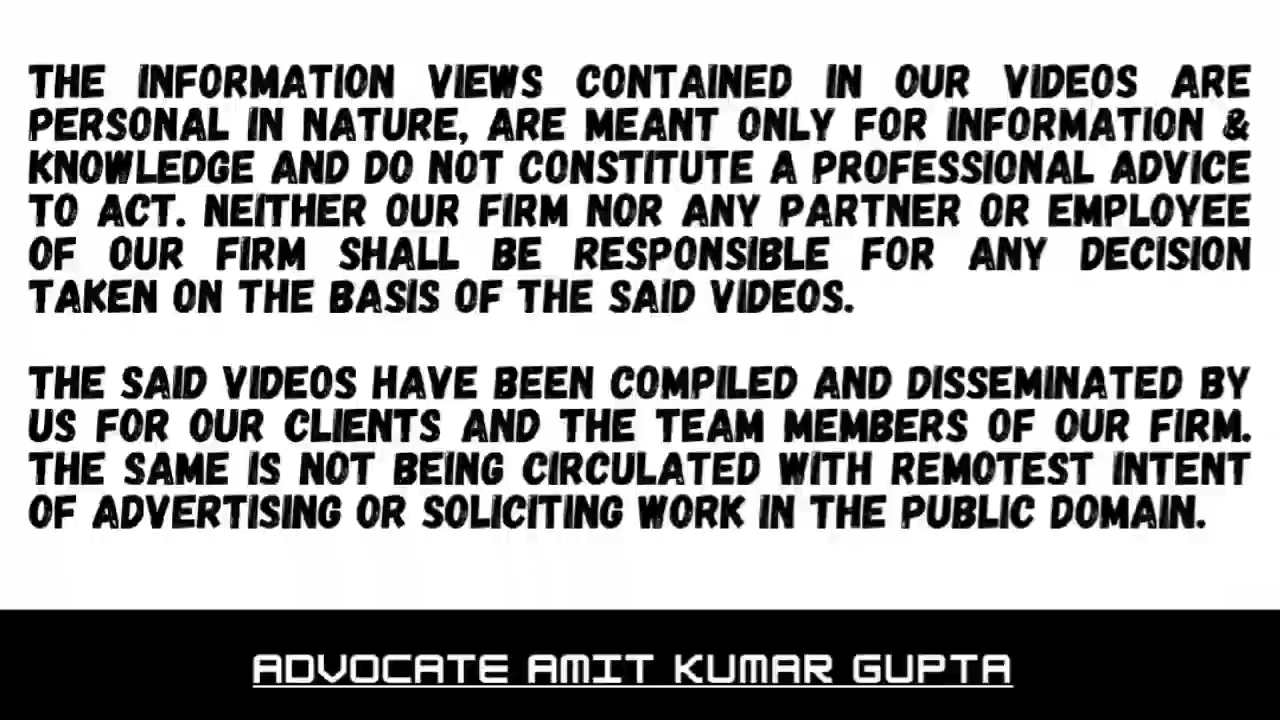 THE INFORMATION VIEWS CONTAINED IN OUR VIDEOS ARE
PERSONAL IN NATURE, ARE MEANT ONLY FOR INFORMATION &
KNOWLEDGE AND DO NOT CONSTITUTE A PROFESSIONAL ADVICE
TO ACT. NEITHER OUR FIRM NOR ANY PARTNER OR EMPLOYEE
OF OUR FIRM SHALL BE RESPONSIBLE FOR ANY DECISION
TAKEN ON THE BASIS OF THE SAID VIDEOS.
THE SAID VIDEOS HAVE BEEN COMPILED AND DISSEMINATED BY
US FOR OUR CLIENTS AND THE TEAM MEMBERS OF OUR FIRM.
THE SAME IS NOT BEING CIRCULATED WITH REMOTEST INTENT
OF ADVERTISING OR SOLICITING WORK IN THE PUBLIC DOMAIN.
ADVOCATE AMIT KUMAR GUPTA